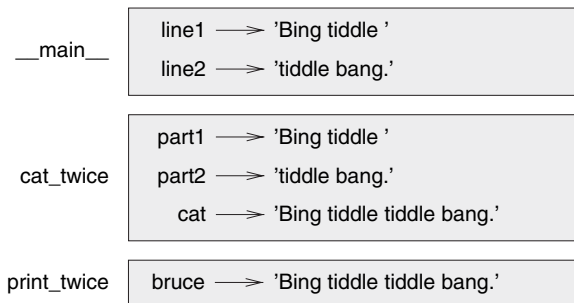 __main__
line1 ’Bing tiddle ’
line2 ’tiddle bang.’
cat_twice
part1 ’Bing tiddle ’
part2 ’tiddle bang.’
cat ’Bing tiddle tiddle bang.’
print_twice
bruce ’Bing tiddle tiddle bang.’